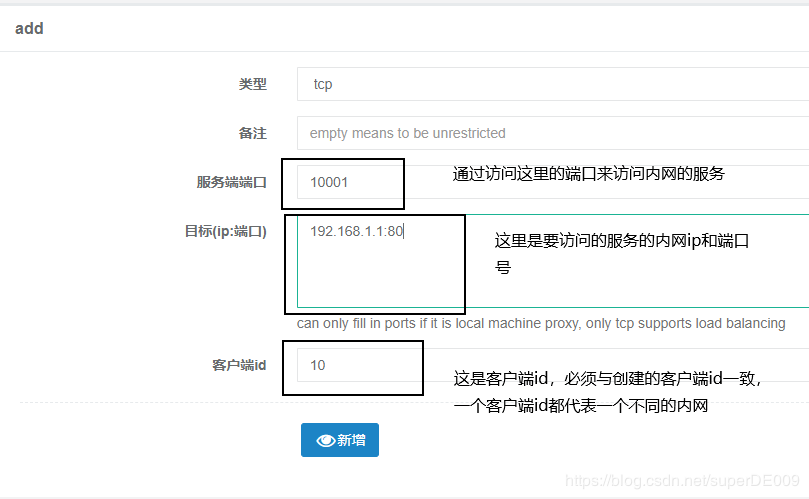 add
类型 tcp
备注 empty means to be unrestricted
服务端端口 10001 通过访问这里的端口来访问内网的服务
目标(ip:端口) 192.168.1.1:80 这里是要访问的服务的内网ip和端口
号
can only fill in ports if it is local machine proxy, only tcp supports load balancing
客户端id 10 这是客户端id，必须与创建的客户端id一致，
一个客户端id都代表一个不同的内网
新增
https://blog.csdn.net/superDE009